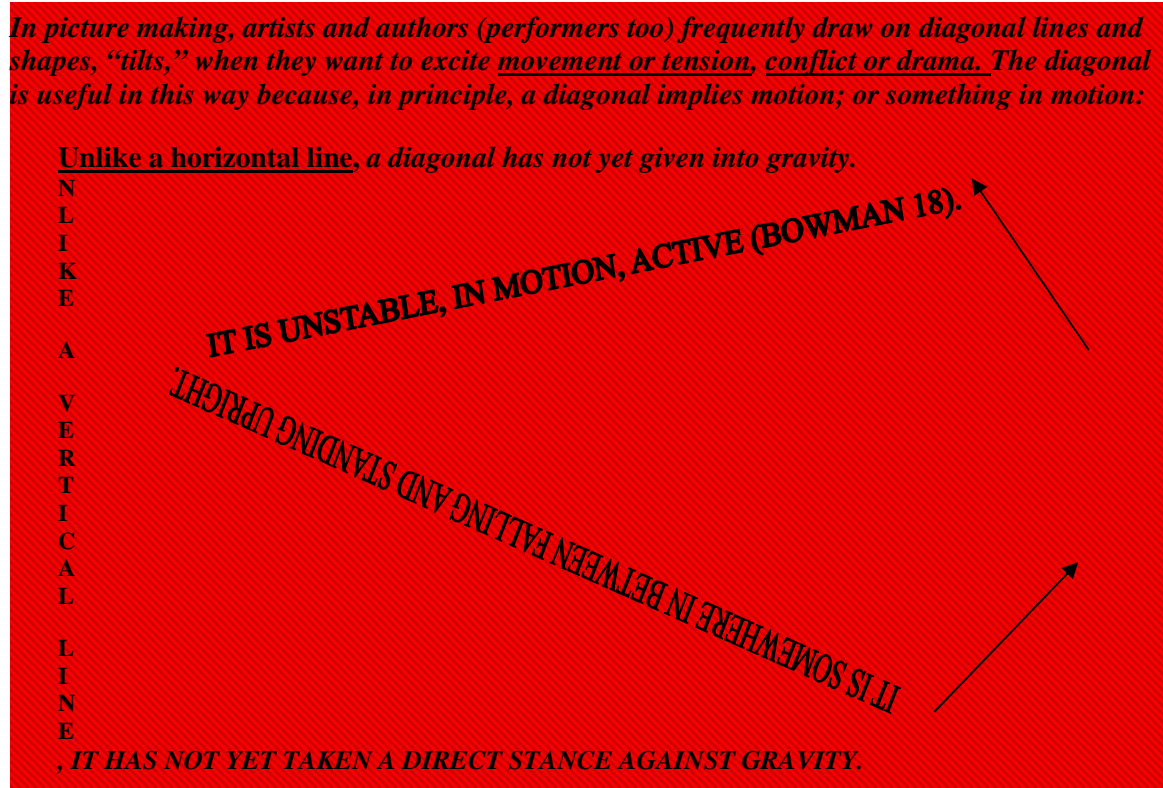 In picture making, artists and authors (performers too) frequently draw on diagonal lines and
shapes, “tilts,” when they want to excite movement or tension, conflict or drama. The diagonal
is useful in this way because, in principle, a diagonal implies motion; or something in motion:
Unlike a horizontal line, a diagonal has not yet given into gravity.
N
L
I
K
E
A
V
E
R
T
I
C
A
L
L
I
N
E
, IT HAS NOT YET TAKEN A DIRECT STANCE AGAINST GRAVITY.
IT IS SOMEWHERE IN BETWEEN FALLING AND STANDING UPRIGHT.
IT IS UNSTABLE, IN MOTION, ACTIVE (BOWMAN 18).